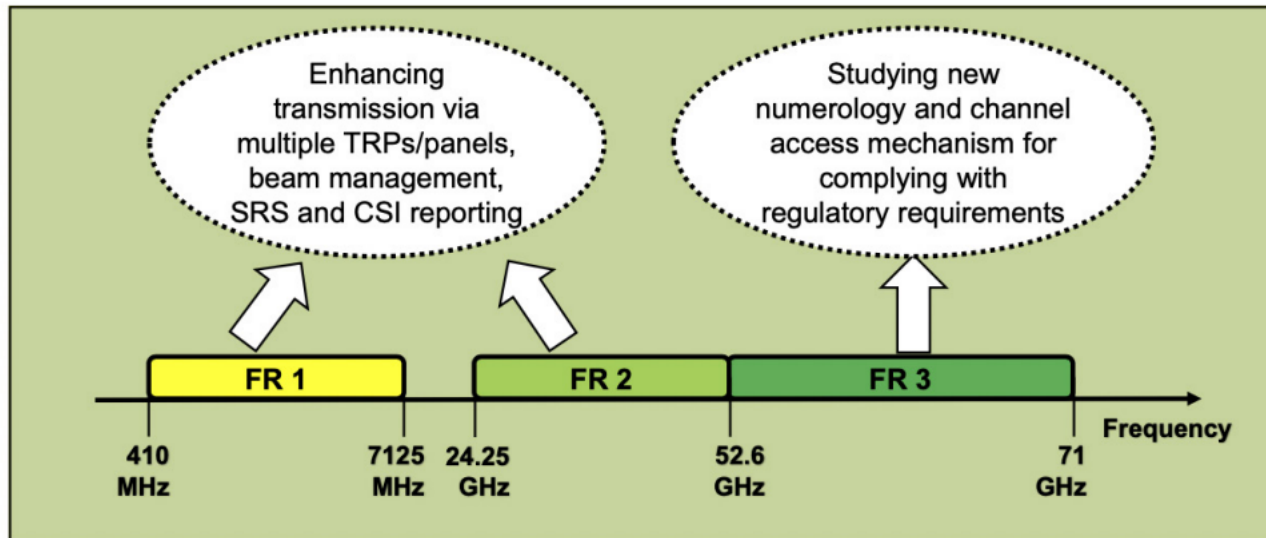 Enhancing
transmission via
multiple TRPs/panels,
beam management,
SRS and CSI reporting
Studying new
numerology and channel
access mechanism for
complying with
regulatory requirements
FR 1
FR 2
FR 3
Frequency
410
MHz
7125
MHz
24.25
GHz
52.6
GHz
71
GHz